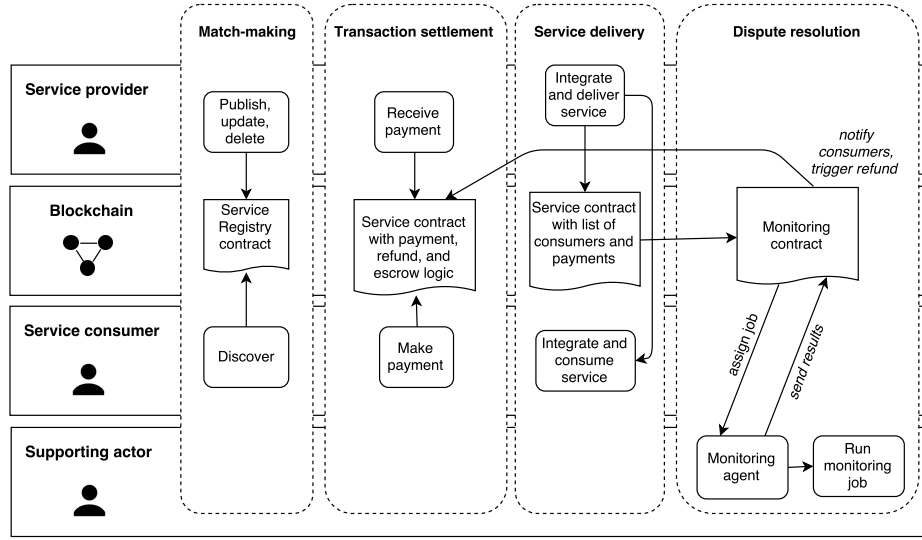 Match-making
Transaction settlement
Service delivery
Dispute resolution
Service provider
Publish,
update,
delete
Receive
payment
Integrate
and deliver
service
notify
consumers,
trigger refund
Blockchain
Service
Registry
contract
Service contract
with payment,
refund, and
escrow logic
Service contract
with list of
consumers and
payments
Monitoring
contract
Service consumer
Discover
Make
payment
Integrate and
consume
service
assign job
send results
Supporting actor
Monitoring
agent
Run
monitoring
job